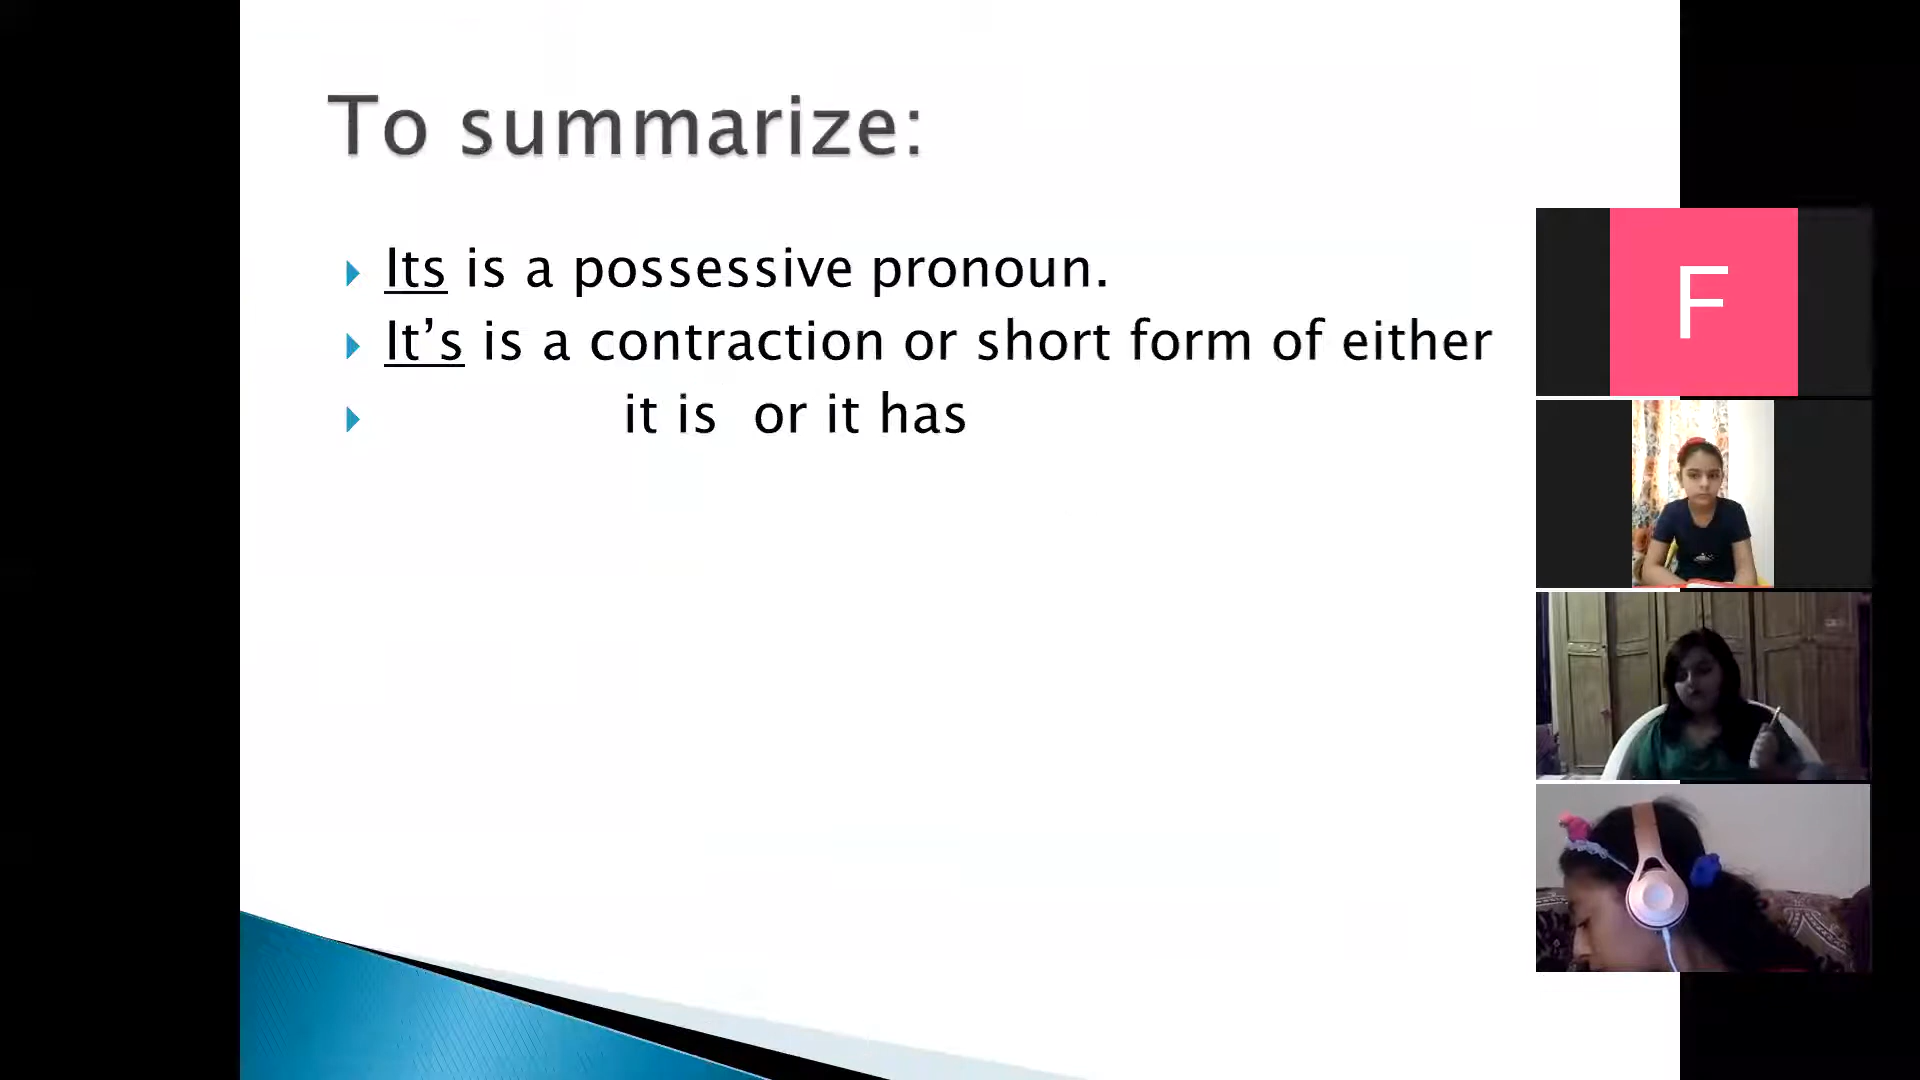 To summarize:
Its is a possessive pronoun.
It’s is a contraction or short form of either
it is or it has
F